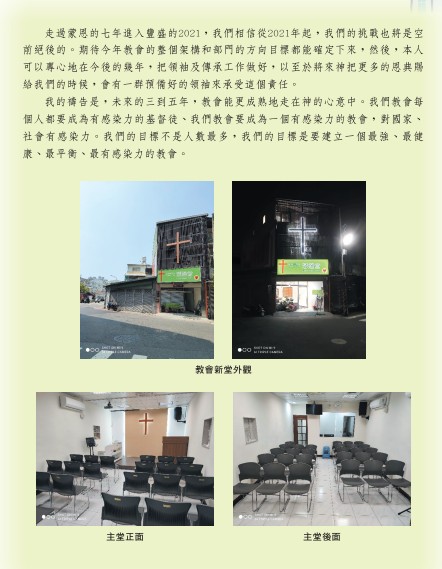 走過蒙恩的七年進入豐盛的2021，我們相信從2021年起，我們的挑戰也將是空
前絕後的。期待今年教會的整個架構和部門的方向目標都能確定下來，然後，本人
可以專心地在今後的幾年，把領袖及傳承工作做好，以至於將來神把更多的恩典賜
給我們的時候，會有一群預備好的領袖來承受這個責任。
我的禱告是，未來的三到五年，教會能更成熟地走在神的心意中。我們教會每
個人都要成為有感染力的基督徒、我們教會要成為一個有感染力的教會，對國家、
社會有感染力。我們的目標不是人數最多，我們的目標是要建立一個最強、最健
康、最平衡、最有感染力的教會。
教會新堂外觀
主堂正面
主堂後面